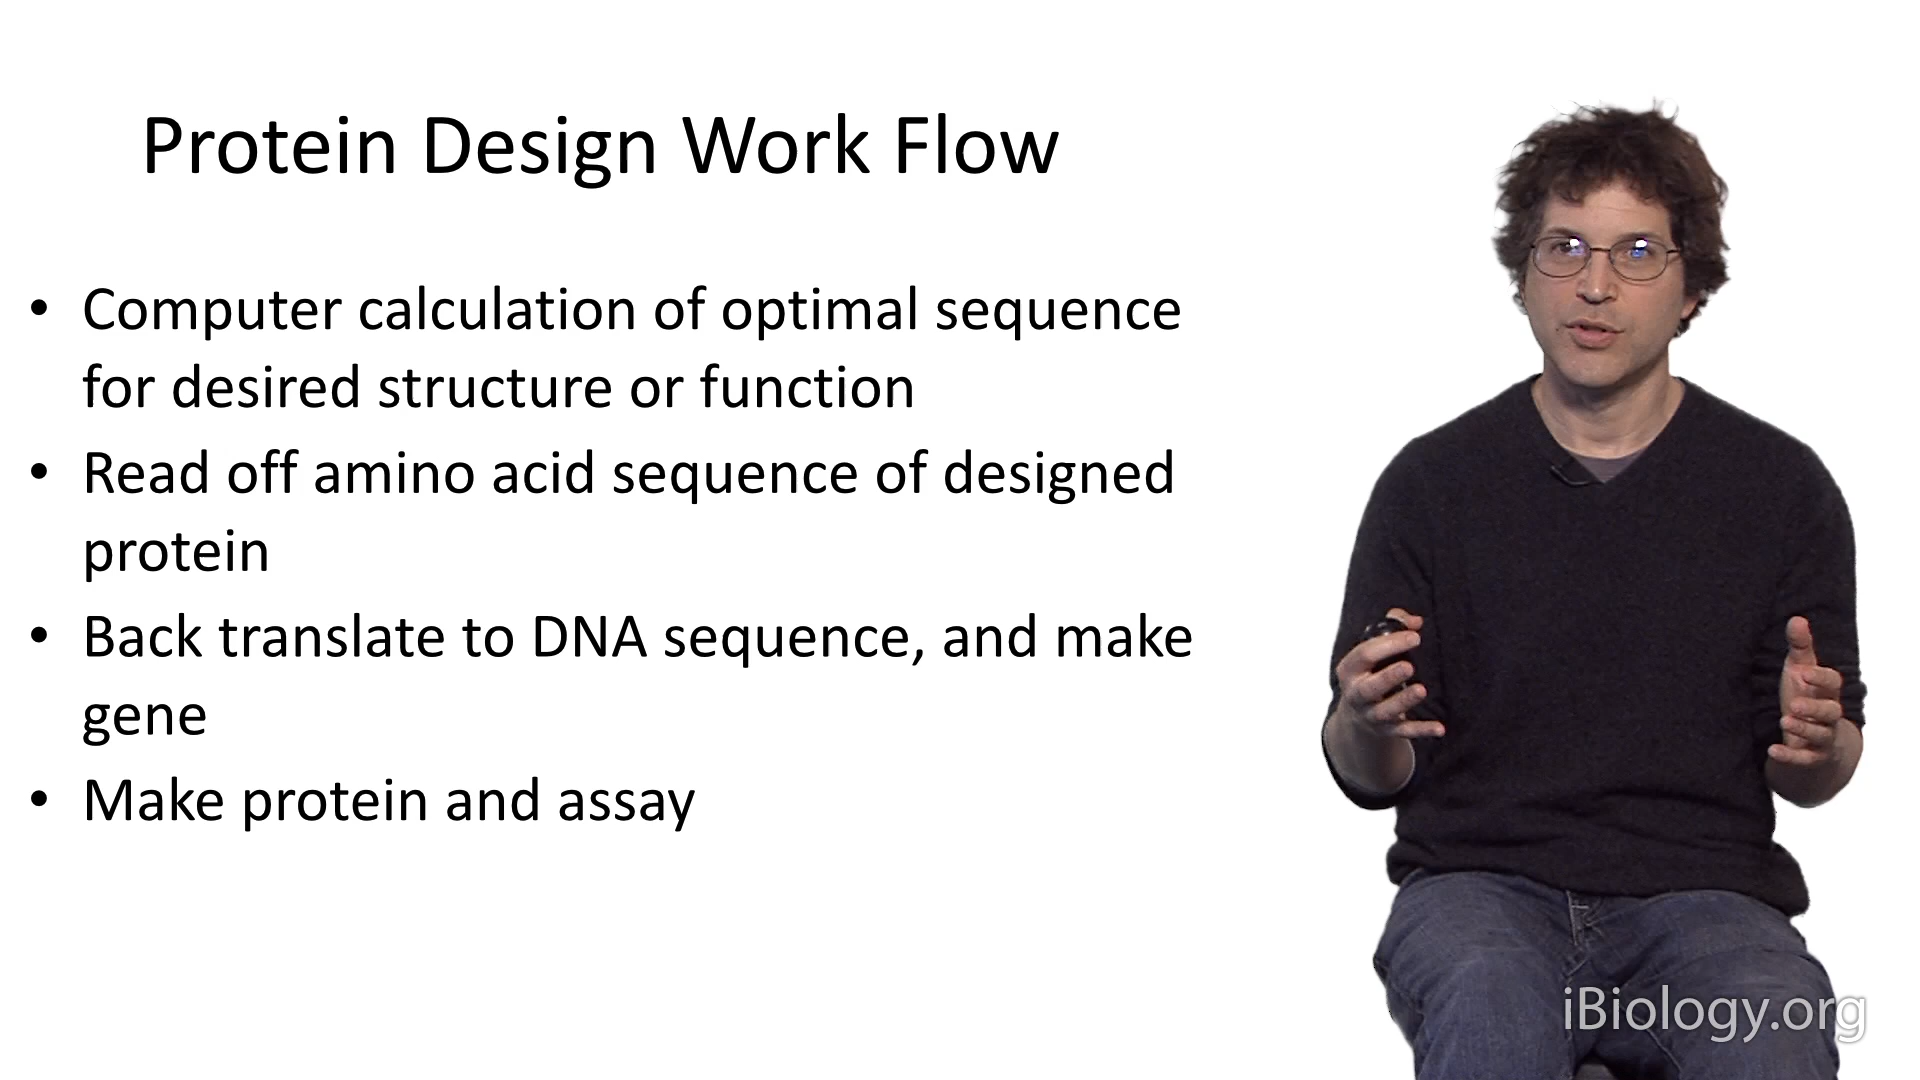 Protein Design Work Flow
• Computer calculation of optimal sequence
for desired structure or function
• Read off amino acid sequence of designed
protein
• Back translate to DNA sequence, and make
gene
• Make protein and assay
iBiology.org